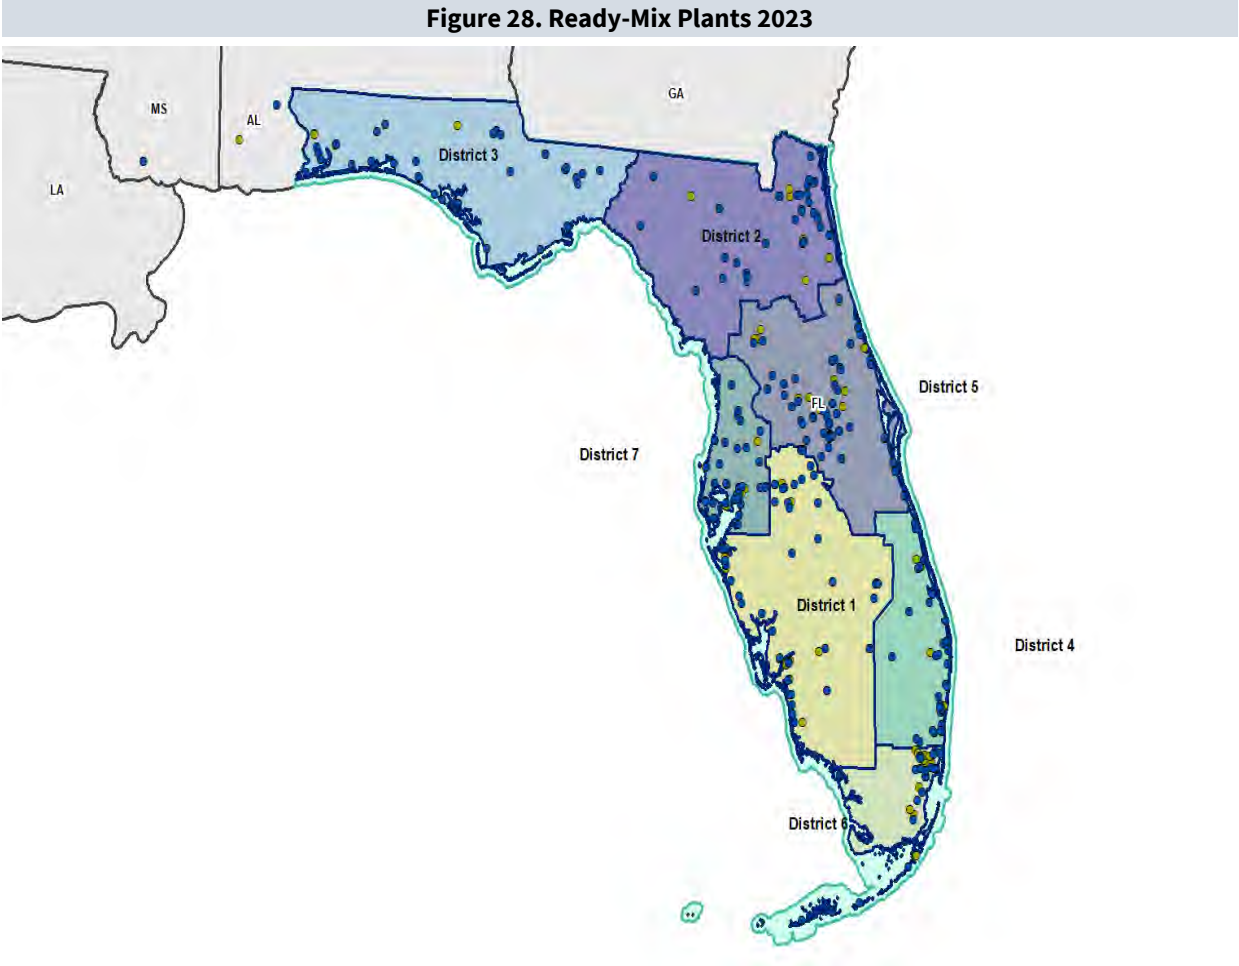 Figure 28. Ready-Mix Plants 2023
GA
MS
AL
District 3
LA
District 2
District 5
FL
District 7
District 1
District 4
District 6